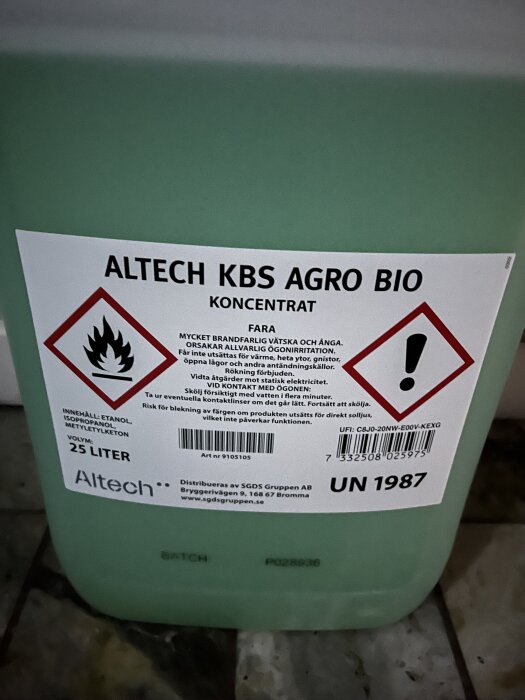 ALTECH KBS AGRO BIO
KONCENTRAT
FARA
MYCKET BRANDFARLIG VÄTSKA OCH ÅNGA.
ORSAKAR ALLVARLIG ÖGONIRRITATION.
Får inte utsättas för värme, heta ytor, gnistor,
öppna lågor och andra antändningskällor.
Rökning förbjuden.
Vidta åtgärder mot statisk elektricitet.
VID KONTAKT MED ÖGONEN:
Skölj försiktigt med vatten i flera minuter.
Ta ur eventuella kontaktlinser om det går lätt. Fortsätt att skölja.
Risk för blekning av färgen om produkten utsätts för direkt solljus,
vilket inte påverkar funktionen.
INNEHÅLL: ETANOL,
ISOPROPANOL,
METYLETYLKETON
VOLYM:
25 LITER
Art nr 9105105
UFI: C8J0-20NW-E00V-KEXG
7 332508 025975
Altech
Distribueras av SGDS Gruppen AB
Bryggerivägen 9, 168 67 Bromma
www.sgdsgruppen.se
UN 1987
BATCH P028936